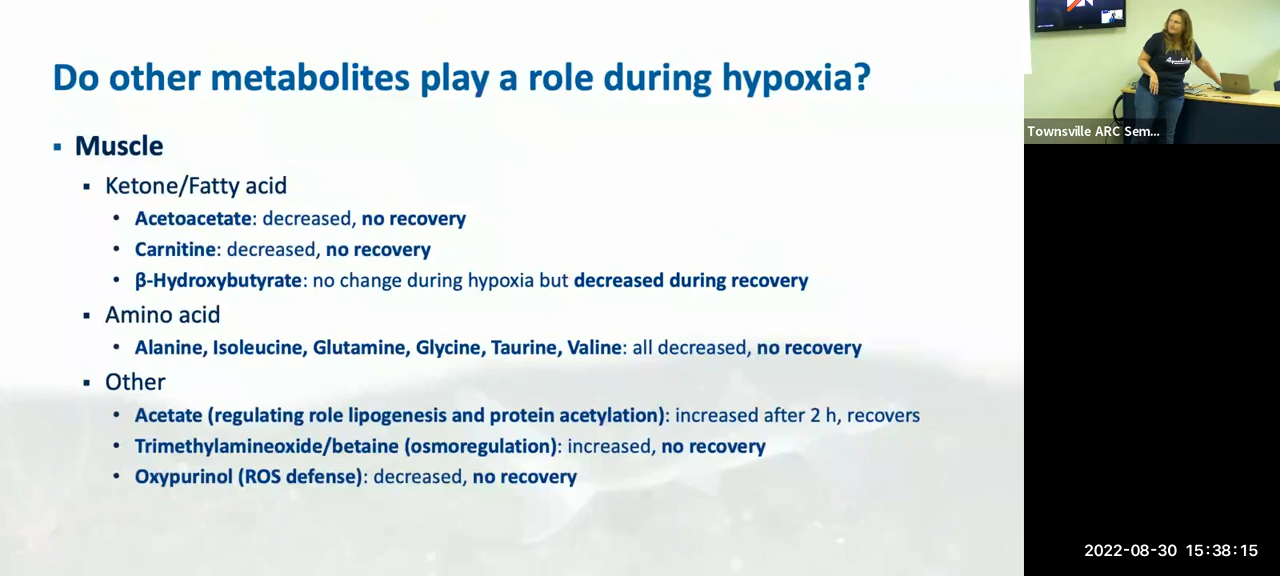 Do other metabolites play a role during hypoxia?
▪ Muscle
▪ Ketone/Fatty acid
• Acetoacetate: decreased, no recovery
• Carnitine: decreased, no recovery
• β-Hydroxybutyrate: no change during hypoxia but decreased during recovery
▪ Amino acid
• Alanine, Isoleucine, Glutamine, Glycine, Taurine, Valine: all decreased, no recovery
▪ Other
• Acetate (regulating role lipogenesis and protein acetylation): increased after 2 h, recovers
• Trimethylamineoxide/betaine (osmoregulation): increased, no recovery
• Oxypurinol (ROS defense): decreased, no recovery
Townsville ARC Sem...
2022-08-30 15:38:15